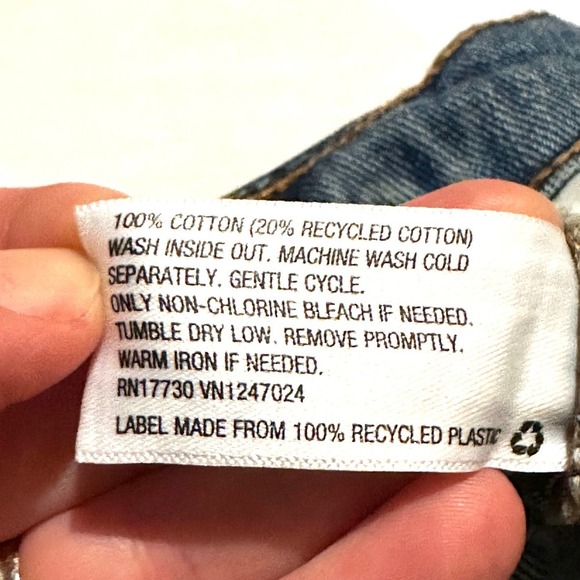 100% COTTON (20% RECYCLED COTTON)
WASH INSIDE OUT. MACHINE WASH COLD
SEPARATELY. GENTLE CYCLE.
ONLY NON-CHLORINE BLEACH IF NEEDED.
TUMBLE DRY LOW. REMOVE PROMPTLY.
WARM IRON IF NEEDED.
RN17730 VN1247024
LABEL MADE FROM 100% RECYCLED PLASTIC